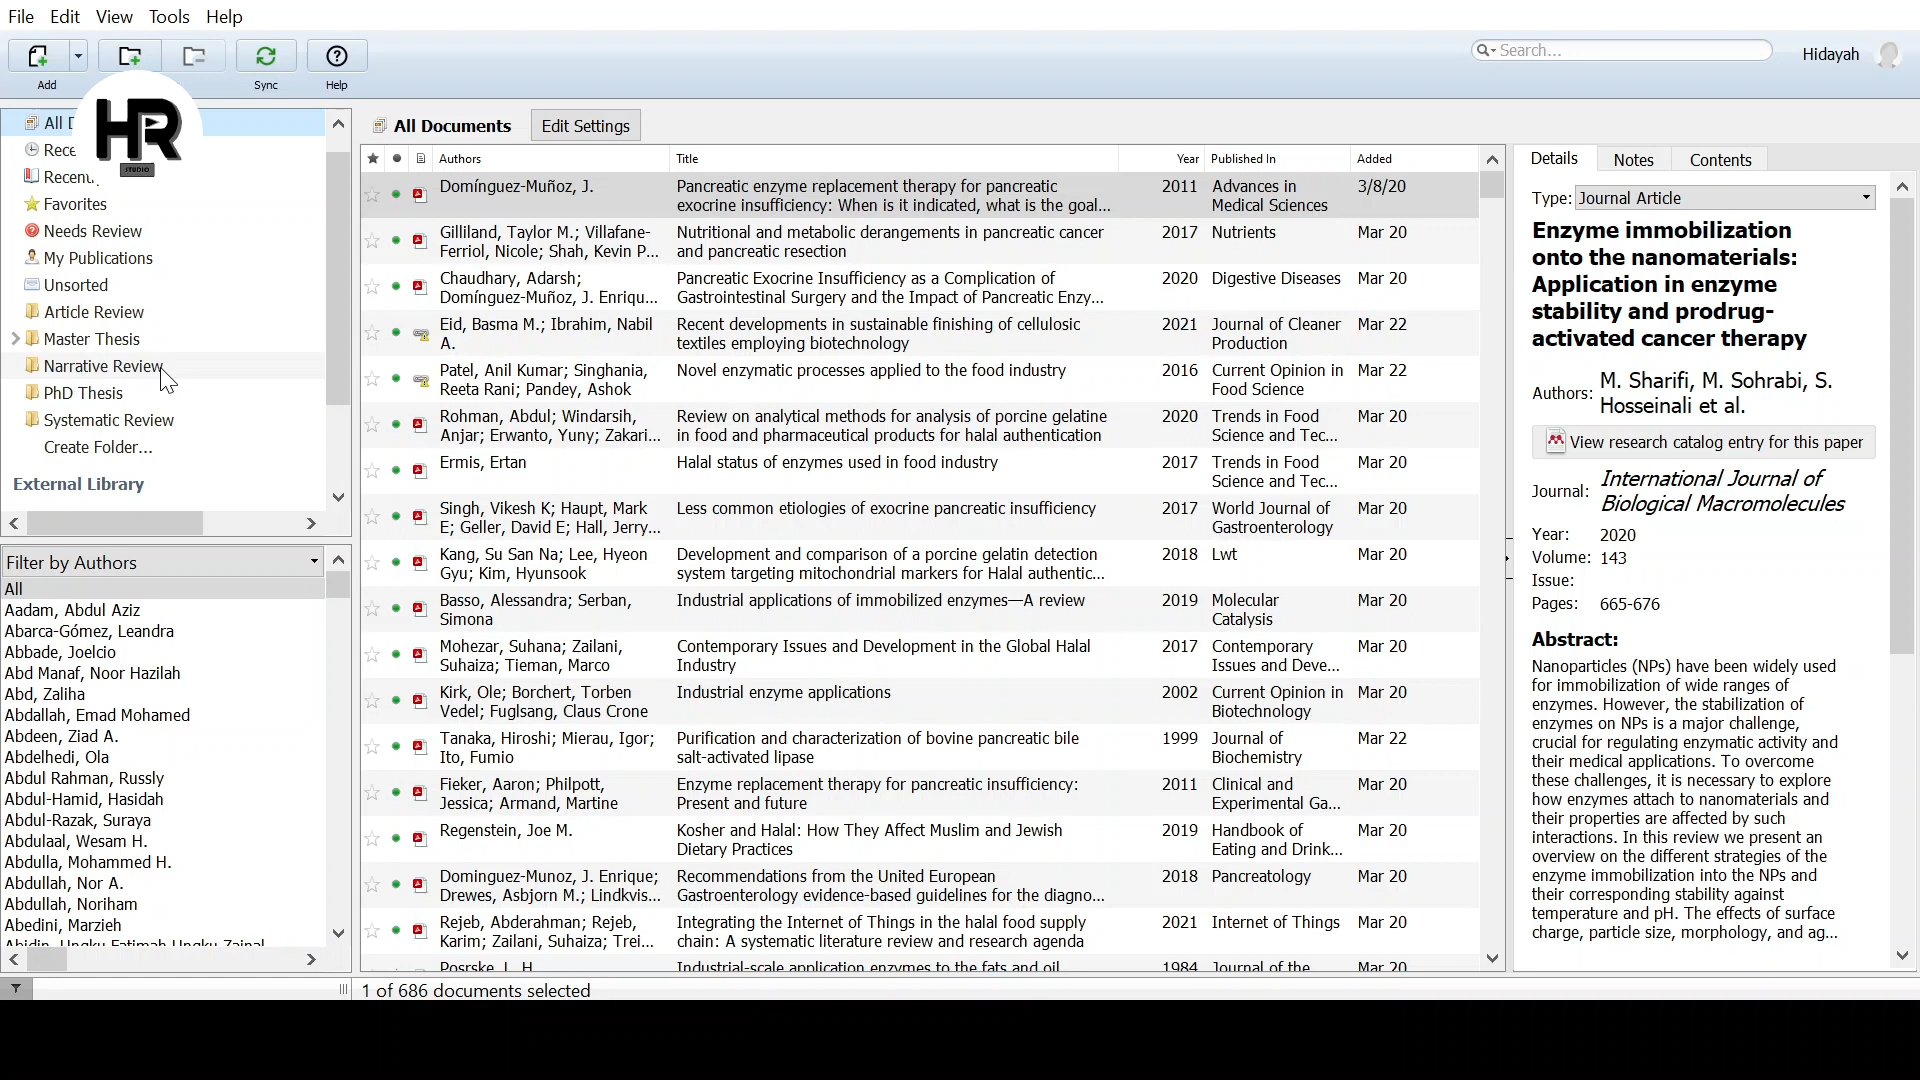 File Edit View Tools Help
Add
Sync
Help
Search...
Hidayah
HR
STUDIO
All
Favorites
Needs Review
My Publications
Unsorted
Article Review
Master Thesis
Narrative Review
PhD Thesis
Systematic Review
Create Folder...
External Library
Filter by Authors
All
Aadam, Abdul Aziz
Abarca-Gómez, Leandra
Abbade, Joelcio
Abd Manaf, Noor Hazilah
Abd, Zaliha
Abdallah, Emad Mohamed
Abdeen, Ziad A.
Abdelhedi, Ola
Abdul Rahman, Russly
Abdul-Hamid, Hasidah
Abdul-Razak, Suraya
Abdulaal, Wesam H.
Abdulla, Mohammed H.
Abdullah, Nor A.
Abdullah, Noriham
Abedini, Marzieh
Abidin, Ungku Fatimah Ungku Zainal
All Documents Edit Settings
Authors Title Year Published In Added
Domínguez-Muñoz, J. Pancreatic enzyme replacement therapy for pancreatic 2011 Advances in 3/8/20
exocrine insufficiency: When is it indicated, what is the goal... Medical Sciences
Gilliland, Taylor M.; Villafane- Nutritional and metabolic derangements in pancreatic cancer 2017 Nutrients Mar 20
Ferriol, Nicole; Shah, Kevin P... and pancreatic resection
Chaudhary, Adarsh; Pancreatic Exocrine Insufficiency as a Complication of 2020 Digestive Diseases Mar 20
Domínguez-Muñoz, J. Enriqu... Gastrointestinal Surgery and the Impact of Pancreatic Enzy...
Eid, Basma M.; Ibrahim, Nabil Recent developments in sustainable finishing of cellulosic 2021 Journal of Cleaner Mar 22
A. textiles employing biotechnology Production
Patel, Anil Kumar; Singhania, Novel enzymatic processes applied to the food industry 2016 Current Opinion in Mar 22
Reeta Rani; Pandey, Ashok Food Science
Rohman, Abdul; Windarsih, Review on analytical methods for analysis of porcine gelatine 2020 Trends in Food Mar 20
Anjar; Erwanto, Yuny; Zakari... in food and pharmaceutical products for halal authentication Science and Tec...
Ermis, Ertan Halal status of enzymes used in food industry 2017 Trends in Food Mar 20
Science and Tec...
Singh, Vikesh K; Haupt, Mark Less common etiologies of exocrine pancreatic insufficiency 2017 World Journal of Mar 20
E; Geller, David E; Hall, Jerry... Gastroenterology
Kang, Su San Na; Lee, Hyeon Development and comparison of a porcine gelatin detection 2018 Lwt Mar 20
Gyu; Kim, Hyunsook system targeting mitochondrial markers for Halal authentic...
Basso, Alessandra; Serban, Industrial applications of immobilized enzymes—A review 2019 Molecular Mar 20
Simona Catalysis
Mohezar, Suhana; Zailani, Contemporary Issues and Development in the Global Halal 2017 Contemporary Mar 20
Suhaiza; Tieman, Marco Industry Issues and Deve...
Kirk, Ole; Borchert, Torben Industrial enzyme applications 2002 Current Opinion in Mar 20
Vedel; Fuglsang, Claus Crone Biotechnology
Tanaka, Hiroshi; Mierau, Igor; Purification and characterization of bovine pancreatic bile 1999 Journal of Mar 22
Ito, Fumio salt-activated lipase Biochemistry
Fieker, Aaron; Philpott, Enzyme replacement therapy for pancreatic insufficiency: 2011 Clinical and Mar 20
Jessica; Armand, Martine Present and future Experimental Ga...
Regenstein, Joe M. Kosher and Halal: How They Affect Muslim and Jewish 2019 Handbook of Mar 20
Dietary Practices Eating and Drink...
Dominguez-Munoz, J. Enrique; Recommendations from the United European 2018 Pancreatology Mar 20
Drewes, Asbjorn M.; Lindkvis... Gastroenterology evidence-based guidelines for the diagno...
Rejeb, Abderahman; Rejeb, Integrating the Internet of Things in the halal food supply 2021 Internet of Things Mar 20
Karim; Zailani, Suhaiza; Trei... chain: A systematic literature review and research agenda
Posrske, L. H. Industrial-scale application enzymes to the fats and oil 1984 Journal of the Mar 20
1 of 686 documents selected
Details Notes Contents
Type: Journal Article
Enzyme immobilization
onto the nanomaterials:
Application in enzyme
stability and prodrug-
activated cancer therapy
Authors: M. Sharifi, M. Sohrabi, S.
Hosseinali et al.
View research catalog entry for this paper
Journal: International Journal of
Biological Macromolecules
Year: 2020
Volume: 143
Issue:
Pages: 665-676
Abstract:
Nanoparticles (NPs) have been widely used
for immobilization of wide ranges of
enzymes. However, the stabilization of
enzymes on NPs is a major challenge,
crucial for regulating enzymatic activity and
their medical applications. To overcome
these challenges, it is necessary to explore
how enzymes attach to nanomaterials and
their properties are affected by such
interactions. In this review we present an
overview on the different strategies of the
enzyme immobilization into the NPs and
their corresponding stability against
temperature and pH. The effects of surface
charge, particle size, morphology, and ag...